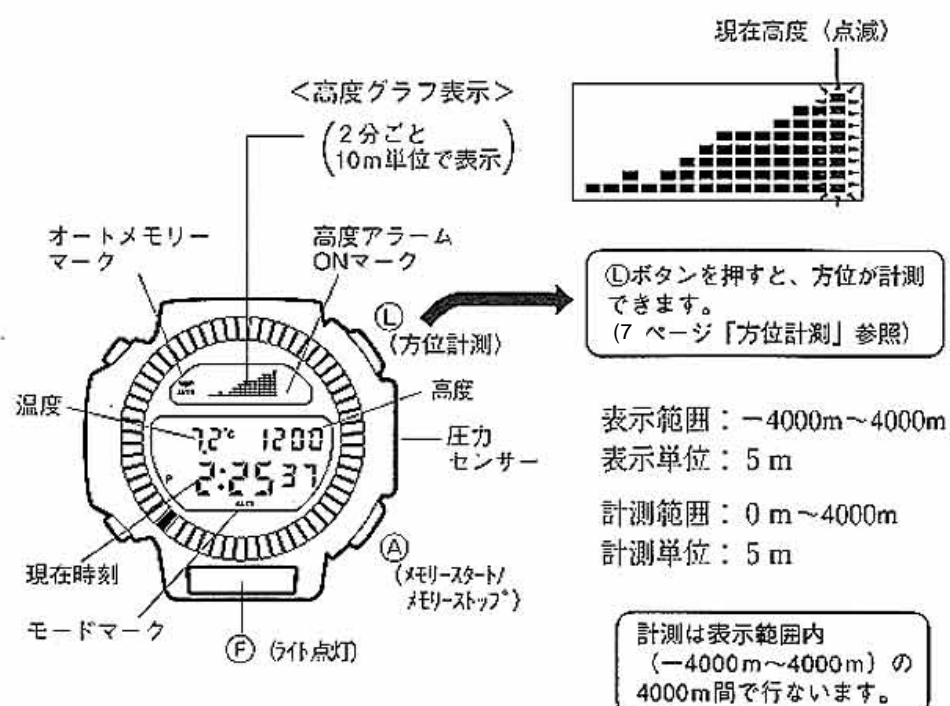 現在高度（点滅）
＜高度グラフ表示＞
2分ごと
10m単位で表示
オートメモリー
マーク
高度アラーム
ONマーク
Ⓛ
（方位計測）
Ⓛボタンを押すと、方位が計測
できます。
(7 ページ「方位計測」参照)
温度
高度
7.2°C 1200
圧力
センサー
P 2:25 37
表示範囲：−4000m〜4000m
表示単位：5 m
計測範囲：0 m〜4000m
計測単位：5 m
現在時刻
Ⓐ
（メモリースタート/
メモリーストップ）
モードマーク
Ⓕ （ライト点灯）
計測は表示範囲内
（−4000m〜4000m）の
4000m間で行ないます。